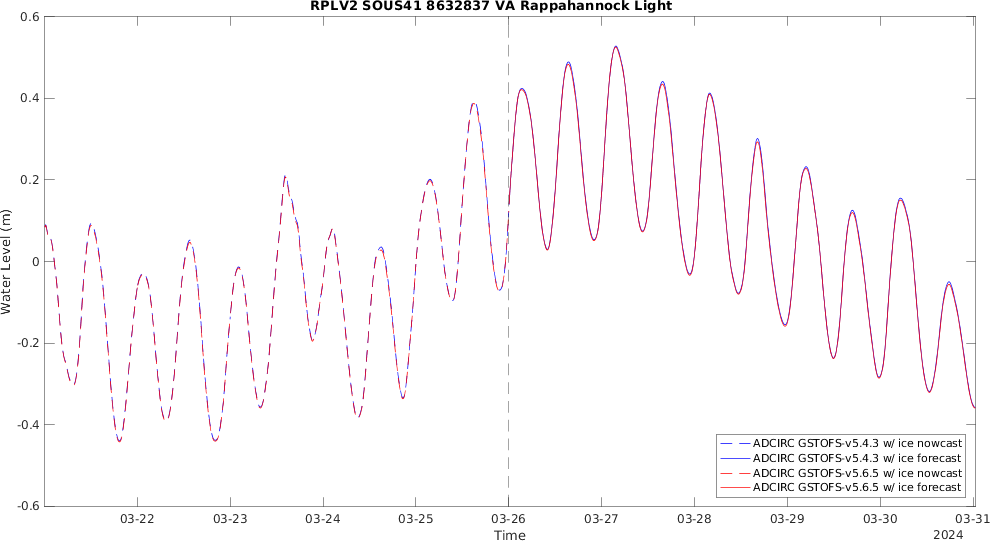 RPLV2 SOUS41 8632837 VA Rappahannock Light
0.6
0.4
0.2
0
-0.2
-0.4
-0.6
Water Level (m)
ADCIRC GSTOFS-v5.4.3 w/ ice nowcast
ADCIRC GSTOFS-v5.4.3 w/ ice forecast
ADCIRC GSTOFS-v5.6.5 w/ ice nowcast
ADCIRC GSTOFS-v5.6.5 w/ ice forecast
03-22 03-23 03-24 03-25 03-26 03-27 03-28 03-29 03-30 03-31
Time
2024